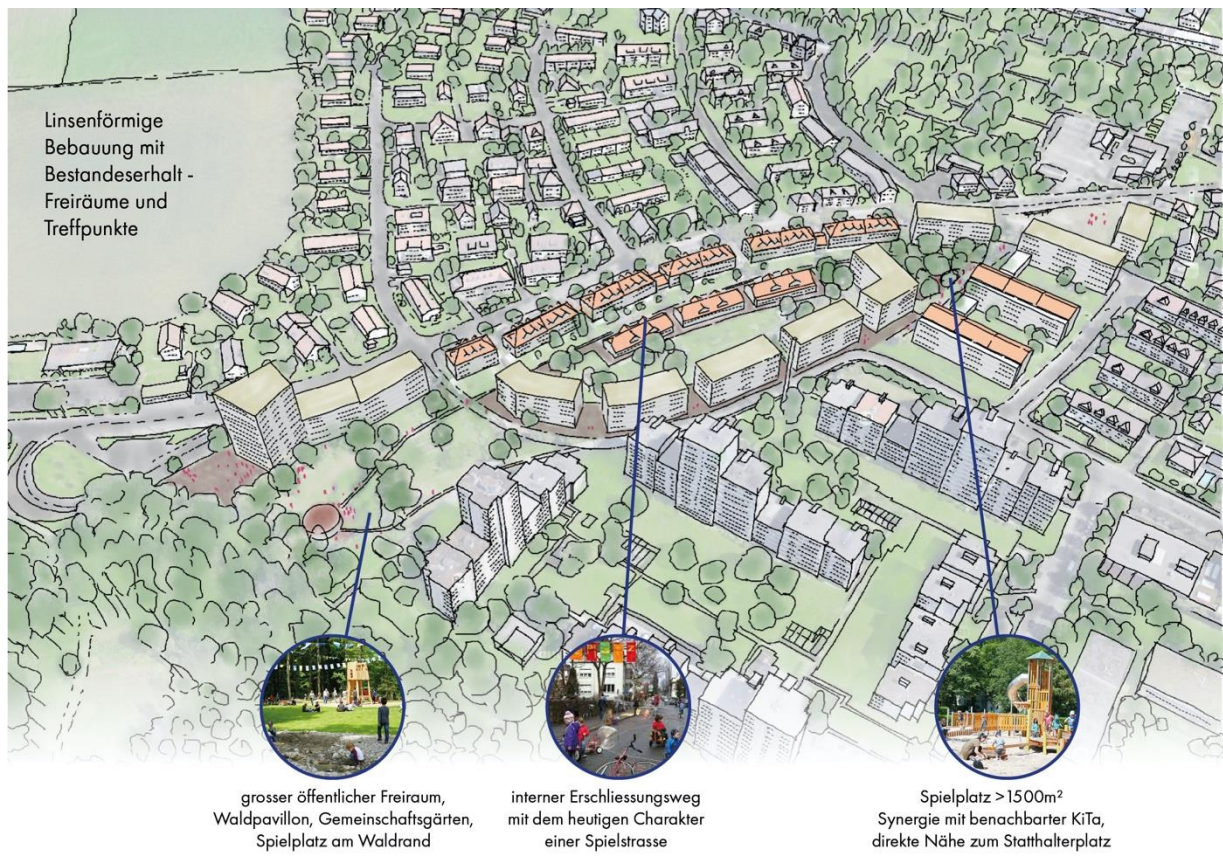 Linsenförmige
Bebauung mit
Bestandeserhalt -
Freiräume und
Treffpunkte
grosser öffentlicher Freiraum,
Waldpavillon, Gemeinschaftsgärten,
Spielplatz am Waldrand
interner Erschliessungsweg
mit dem heutigen Charakter
einer Spielstrasse
Spielplatz >1500m²
Synergie mit benachbarter KiTa,
direkte Nähe zum Statthalterplatz